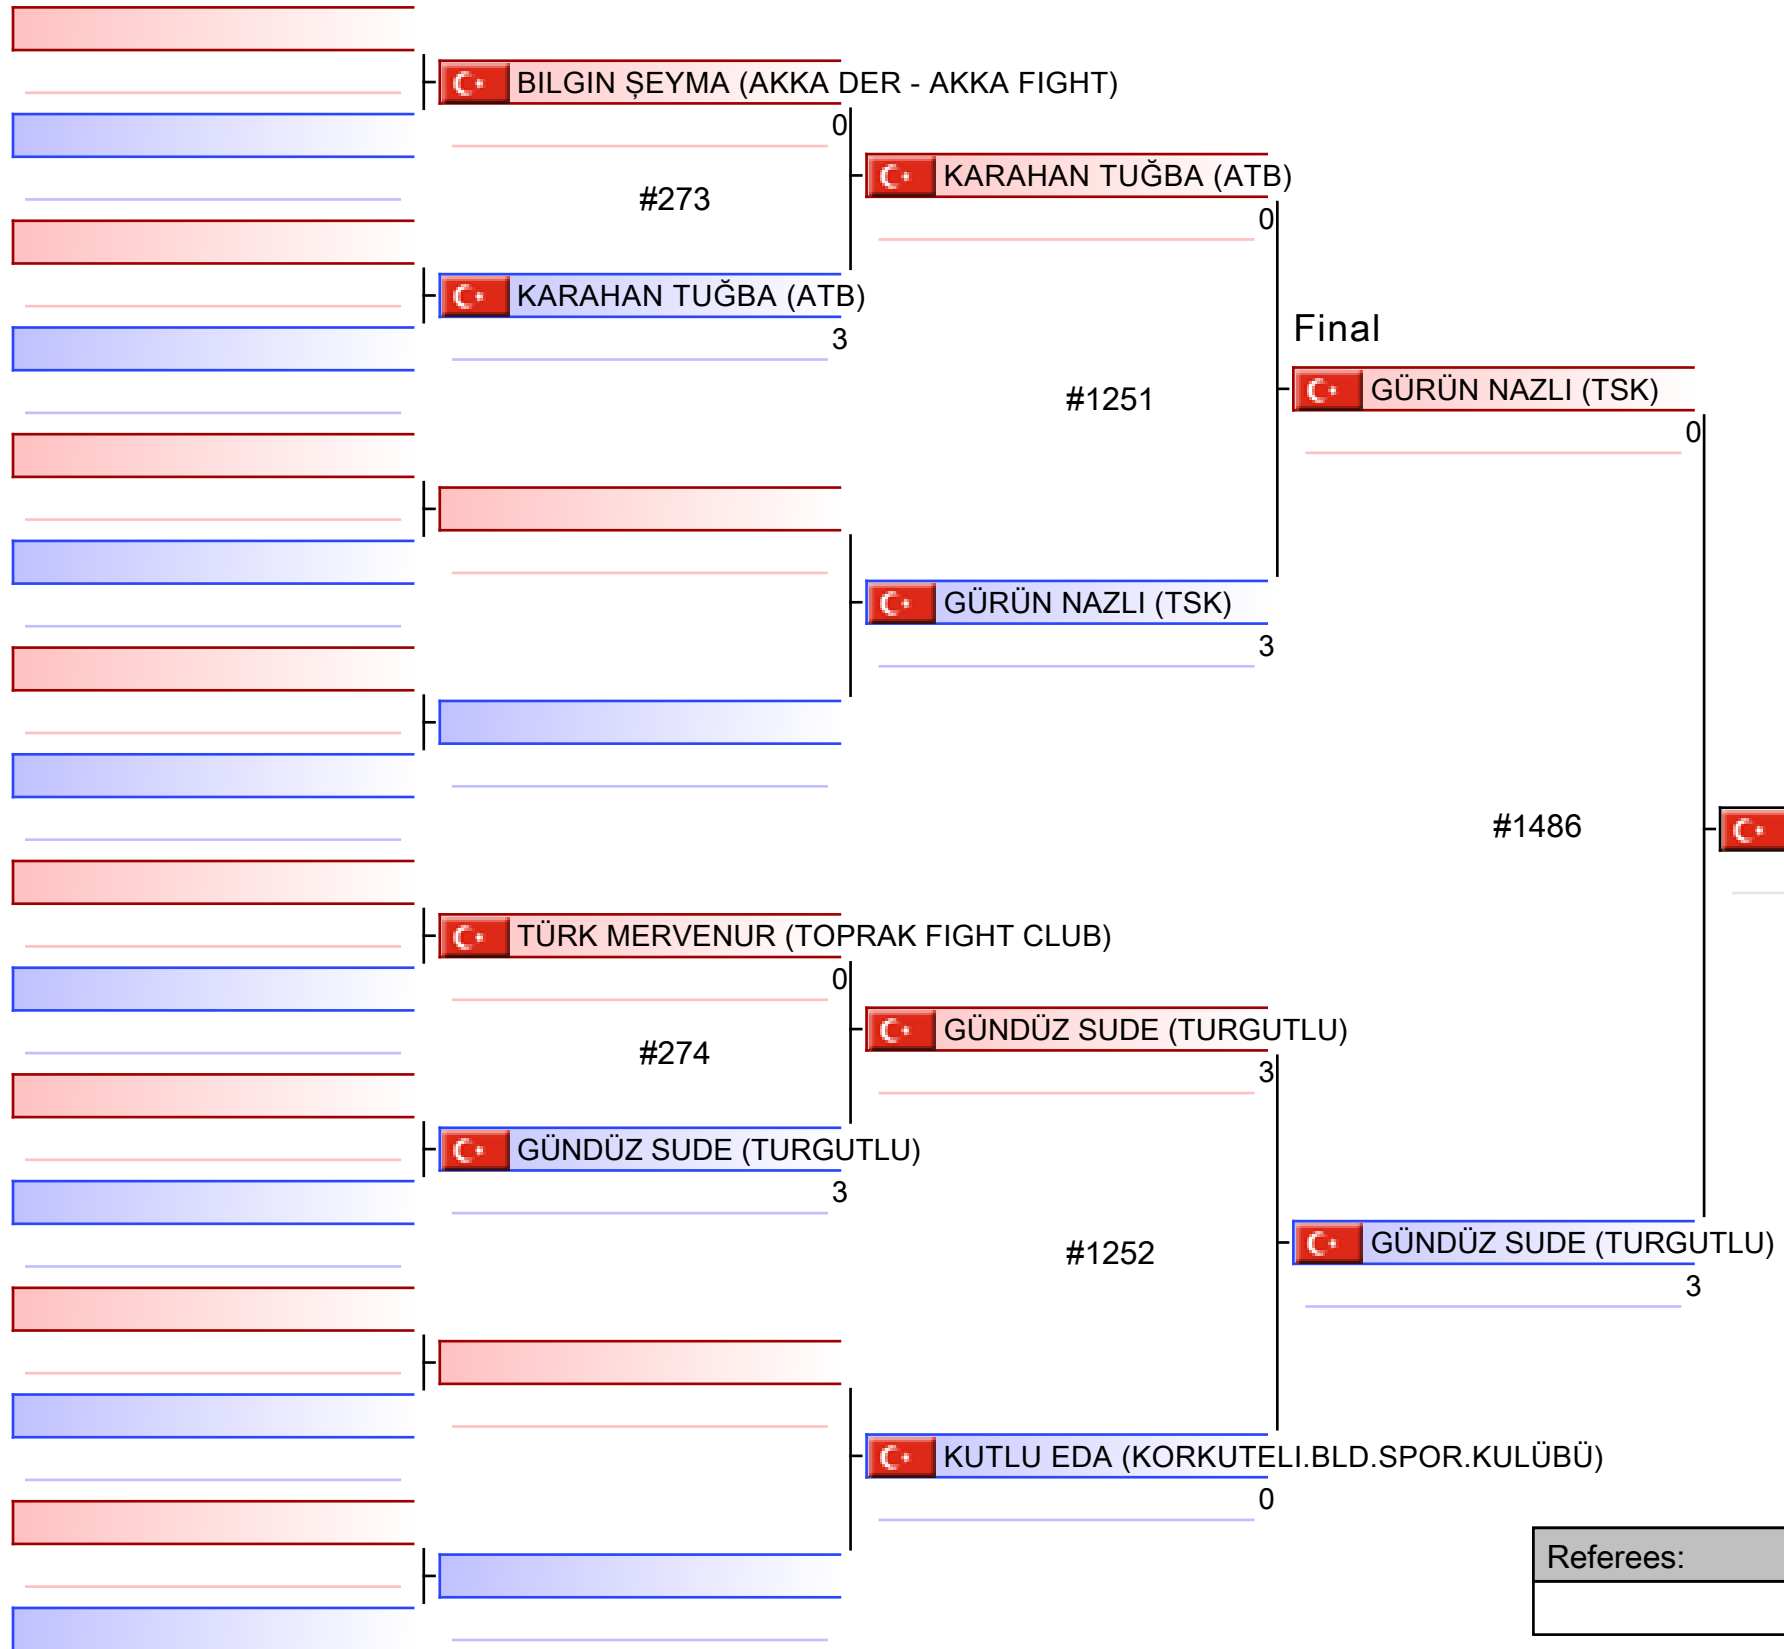 BILGIN ŞEYMA (AKKA DER - AKKA FIGHT)
0
KARAHAN TUĞBA (ATB)
#273
0
KARAHAN TUĞBA (ATB)
Final
3
GÜRÜN NAZLI (TSK)
#1251
0
GÜRÜN NAZLI (TSK)
3
#1486
TÜRK MERVENUR (TOPRAK FIGHT CLUB)
0
GÜNDÜZ SUDE (TURGUTLU)
#274
3
GÜNDÜZ SUDE (TURGUTLU)
3
GÜNDÜZ SUDE (TURGUTLU)
#1252
3
KUTLU EDA (KORKUTELI.BLD.SPOR.KULÜBÜ)
0
Referees: